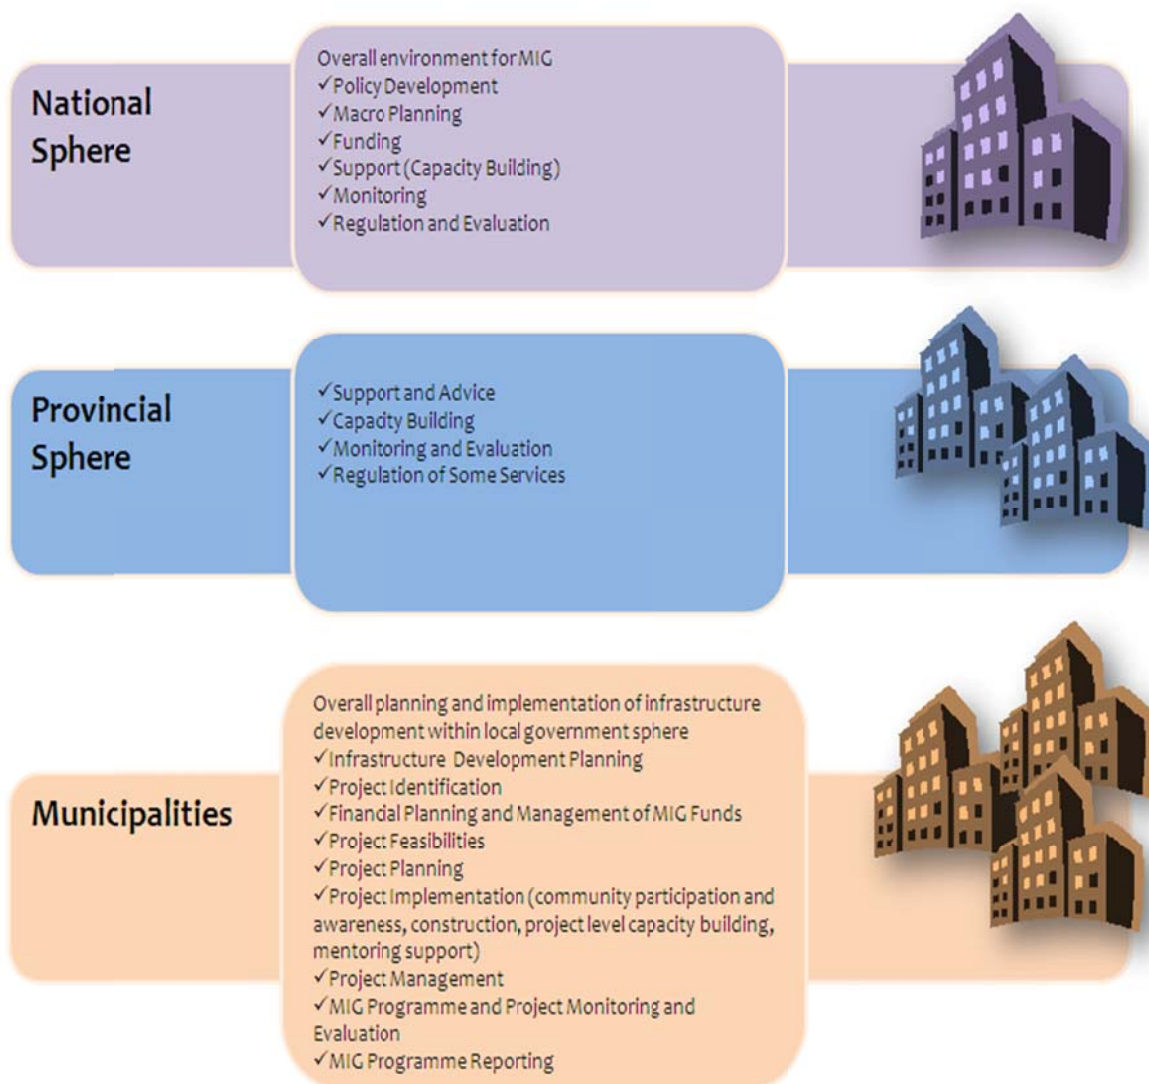 National
Sphere
Overall environment for MIG
✓Policy Development
✓Macro Planning
✓Funding
✓Support (Capacity Building)
✓Monitoring
✓Regulation and Evaluation
Provincial
Sphere
✓Support and Advice
✓Capacity Building
✓Monitoring and Evaluation
✓Regulation of Some Services
Municipalities
Overall planning and implementation of infrastructure
development within local government sphere
✓Infrastructure Development Planning
✓Project Identification
✓Financial Planning and Management of MIG Funds
✓Project Feasibilities
✓Project Planning
✓Project Implementation (community participation and
awareness, construction, project level capacity building,
mentoring support)
✓Project Management
✓MIG Programme and Project Monitoring and
Evaluation
✓MIG Programme Reporting